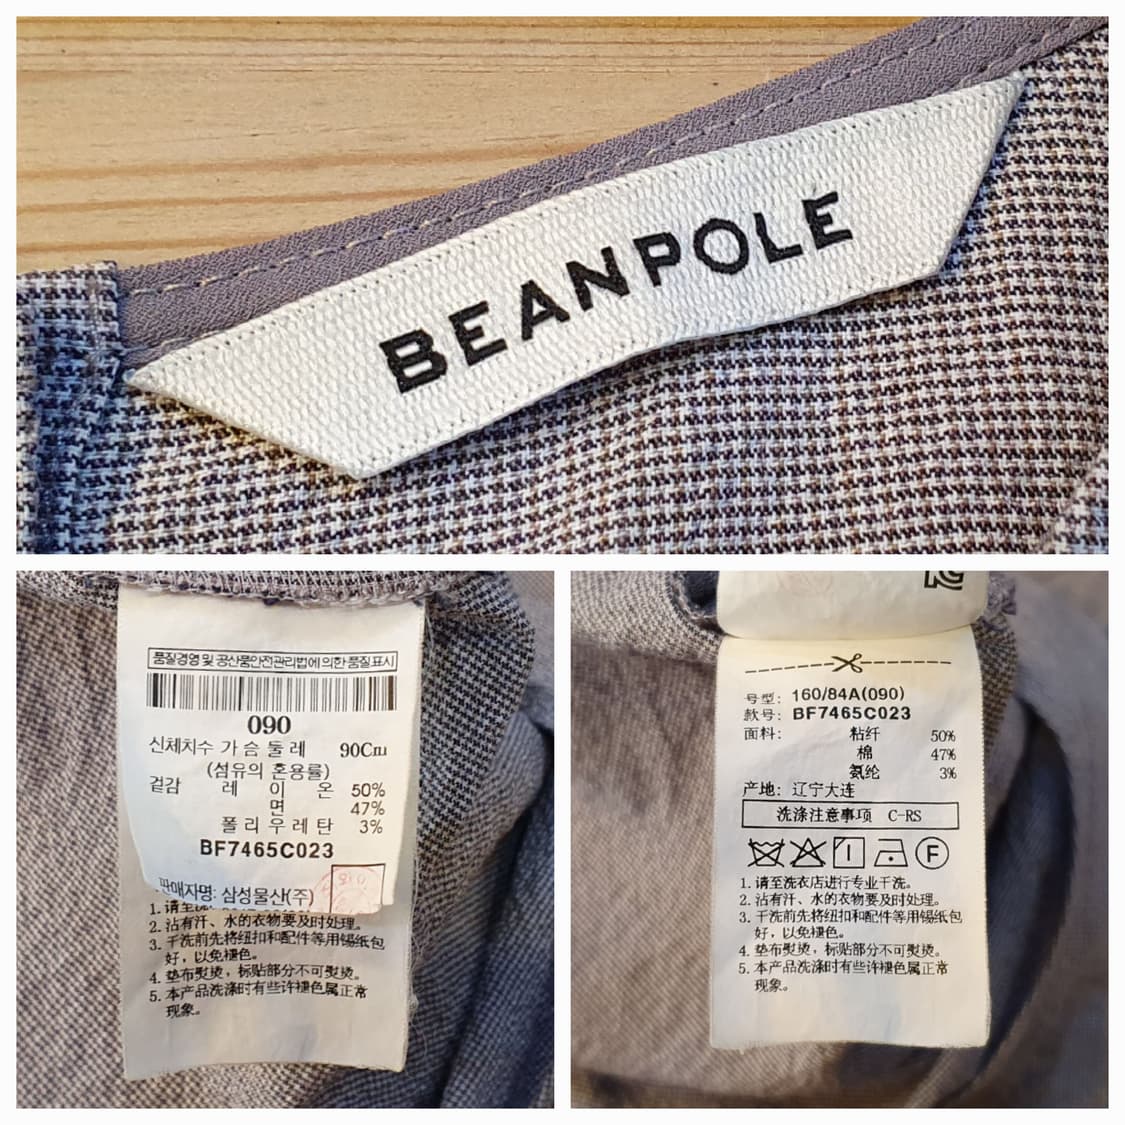 BEANPOLE
품질경영 및 공산품안전관리법에 의한 품질표시
090
신체치수 가슴둘레 90Cm
(섬유의 혼용률)
겉감 레이온 50%
면 47%
폴리우레탄 3%
BF7465C023
판매자명: 삼성물산(주)
1. 请至洗
2. 沾有汗、水的衣物要及时处理。
3. 干洗前先将纽扣和配件等用锡纸包
好，以免褪色。
4. 垫布熨烫，标贴部分不可熨烫。
5. 本产品洗涤时有些许褪色属正常
现象。
号型: 160/84A(090)
款号: BF7465C023
面料: 粘纤 50%
棉 47%
氨纶 3%
产地: 辽宁大连
洗涤注意事项 C-RS
F
1. 请至洗衣店进行专业干洗。
2. 沾有汗、水的衣物要及时处理。
3. 干洗前先将纽扣和配件等用锡纸包
好，以免褪色。
4. 垫布熨烫，标贴部分不可熨烫。
5. 本产品洗涤时有些许褪色属正常
现象。